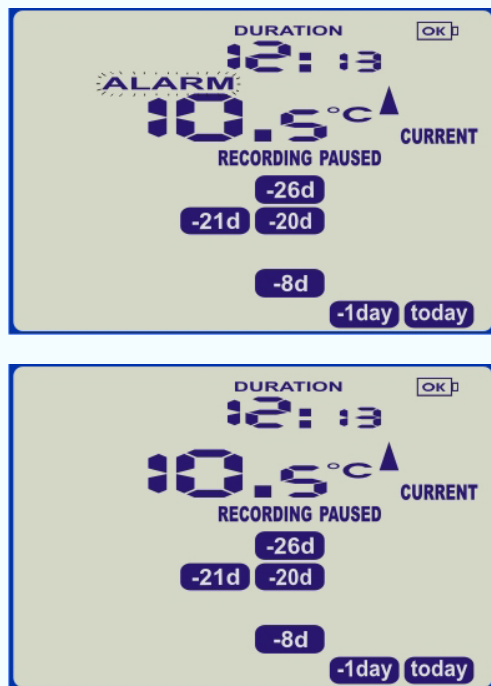 DURATION OK
12: 13
ALARM
10.5°C
CURRENT
RECORDING PAUSED
-26d
-21d -20d
-8d
-1day today
DURATION OK
12: 13
10.5°C
CURRENT
RECORDING PAUSED
-26d
-21d -20d
-8d
-1day today